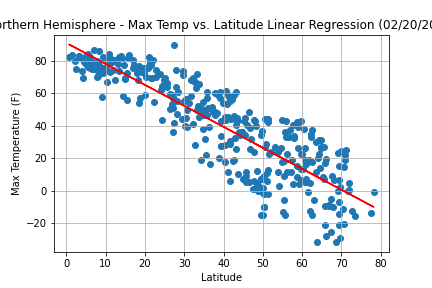 orthern Hemisphere - Max Temp vs. Latitude Linear Regression (02/20/20
80
60
40
20
0
−20
Max Temperature (F)
0 10 20 30 40 50 60 70 80
Latitude